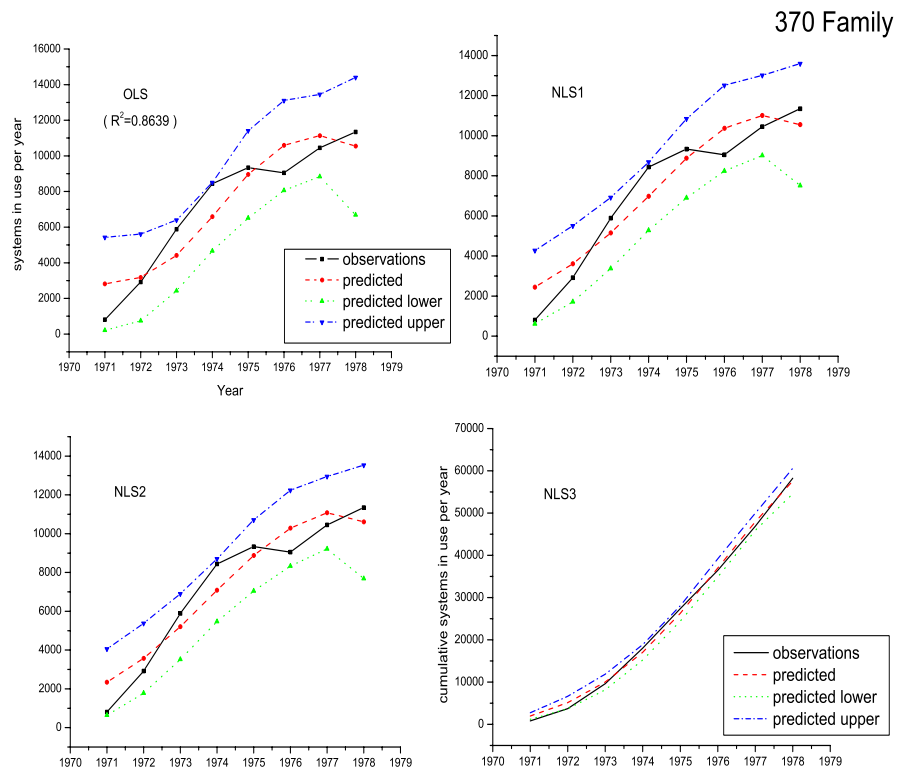 370 Family
16000
14000
12000
10000
8000
6000
4000
2000
0
systems in use per year
OLS
( R²=0.8639 )
observations
predicted
predicted lower
predicted upper
1970 1971 1972 1973 1974 1975 1976 1977 1978 1979
Year
14000
12000
10000
8000
6000
4000
2000
0
NLS1
1970 1971 1972 1973 1974 1975 1976 1977 1978 1979
14000
12000
10000
8000
6000
4000
2000
0
NLS2
1970 1971 1972 1973 1974 1975 1976 1977 1978 1979
70000
60000
50000
40000
30000
20000
10000
0
cumulative systems in use per year
NLS3
observations
predicted
predicted lower
predicted upper
1970 1971 1972 1973 1974 1975 1976 1977 1978 1979